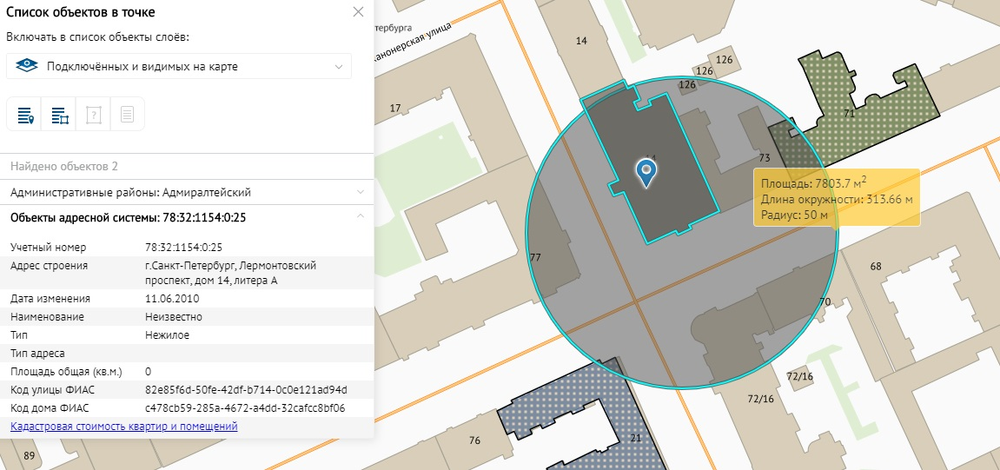 Список объектов в точке
Включать в список объекты слоёв:
Подключённых и видимых на карте
Найдено объектов 2
Административные районы: Адмиралтейский
Объекты адресной системы: 78:32:1154:0:25
Учетный номер 78:32:1154:0:25
Адрес строения г.Санкт-Петербург, Лермонтовский
проспект, дом 14, литера А
Дата изменения 11.06.2010
Наименование Неизвестно
Тип Нежилое
Тип адреса
Площадь общая (кв.м.) 0
Код улицы ФИАС 82e85f6d-50fe-42df-b714-0c0e121ad94d
Код дома ФИАС c478cb59-285a-4672-a4dd-32cafcc8bf06
Кадастровая стоимость квартир и помещений
тербурга
канонерская улица
14
126
126
126
17
71
73
Площадь: 7803.7 м2
Длина окружности: 313.66 м
Радиус: 50 м
77
68
70
72/16
72/16
76
21
89